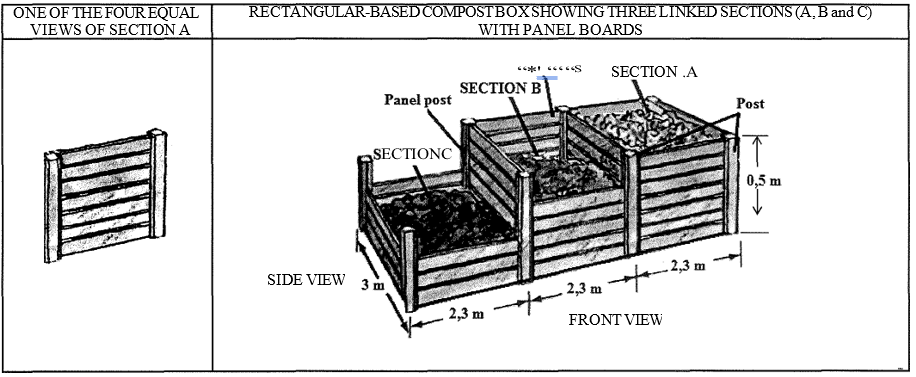 ONE OF THE FOUR EQUAL
VIEWS OF SECTION A
RECTANGULAR-BASED COMPOST BOX SHOWING THREE LINKED SECTIONS (A, B and C)
WITH PANEL BOARDS
SECTION .A
SECTION B
Panel post
Post
SECTIONC
0,5 m
SIDE VIEW
3 m
2,3 m
2,3 m
2,3 m
FRONT VIEW